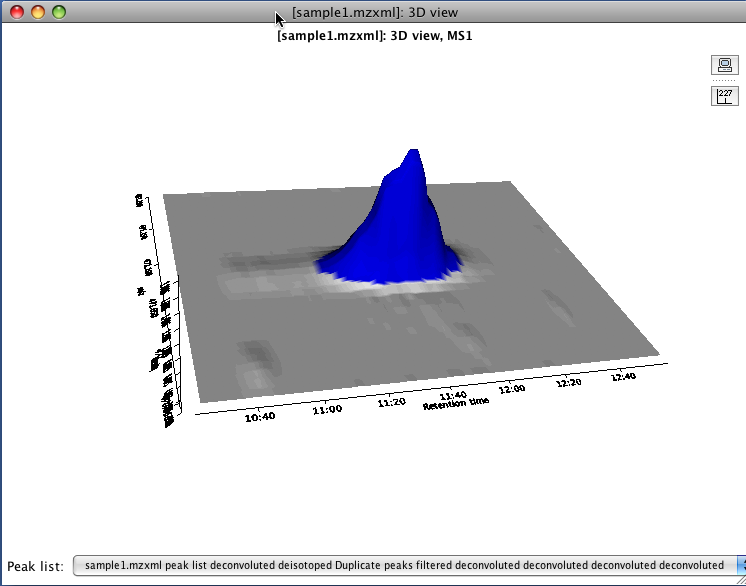 [sample1.mzxml]: 3D view
[sample1.mzxml]: 3D view, MS1
227
10:40
11:00
11:20
11:40
12:00
12:20
12:40
Retention time
Peak list:
sample1.mzxml peak list deconvoluted deisotoped Duplicate peaks filtered deconvoluted deconvoluted deconvoluted deconvoluted